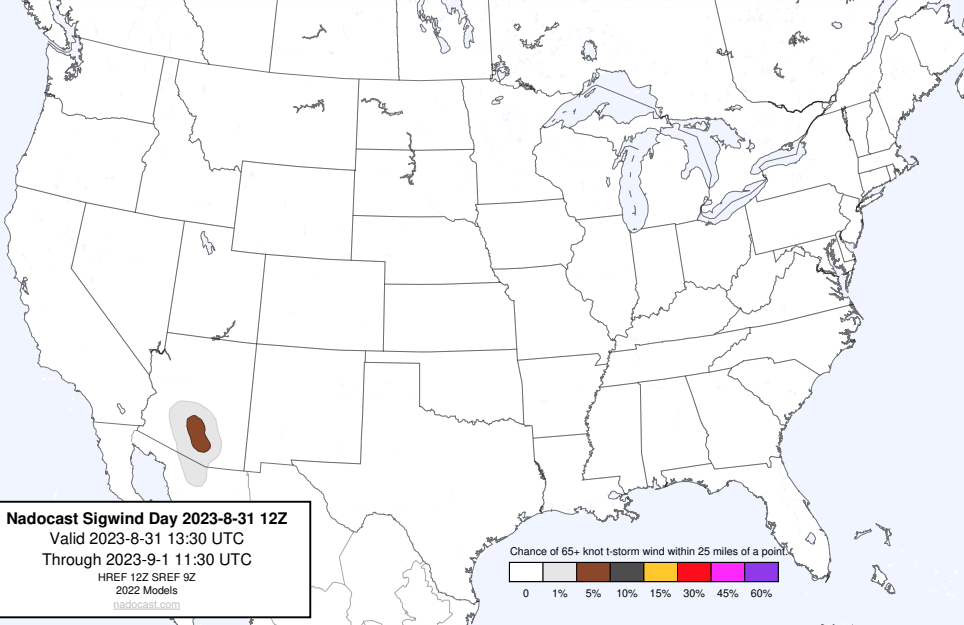 Nadocast Sigwind Day 2023-8-31 12Z
Valid 2023-8-31 13:30 UTC
Through 2023-9-1 11:30 UTC
HREF 12Z SREF 9Z
2022 Models
nadocast.com
Chance of 65+ knot t-storm wind within 25 miles of a point.
0 1% 5% 10% 15% 30% 45% 60%